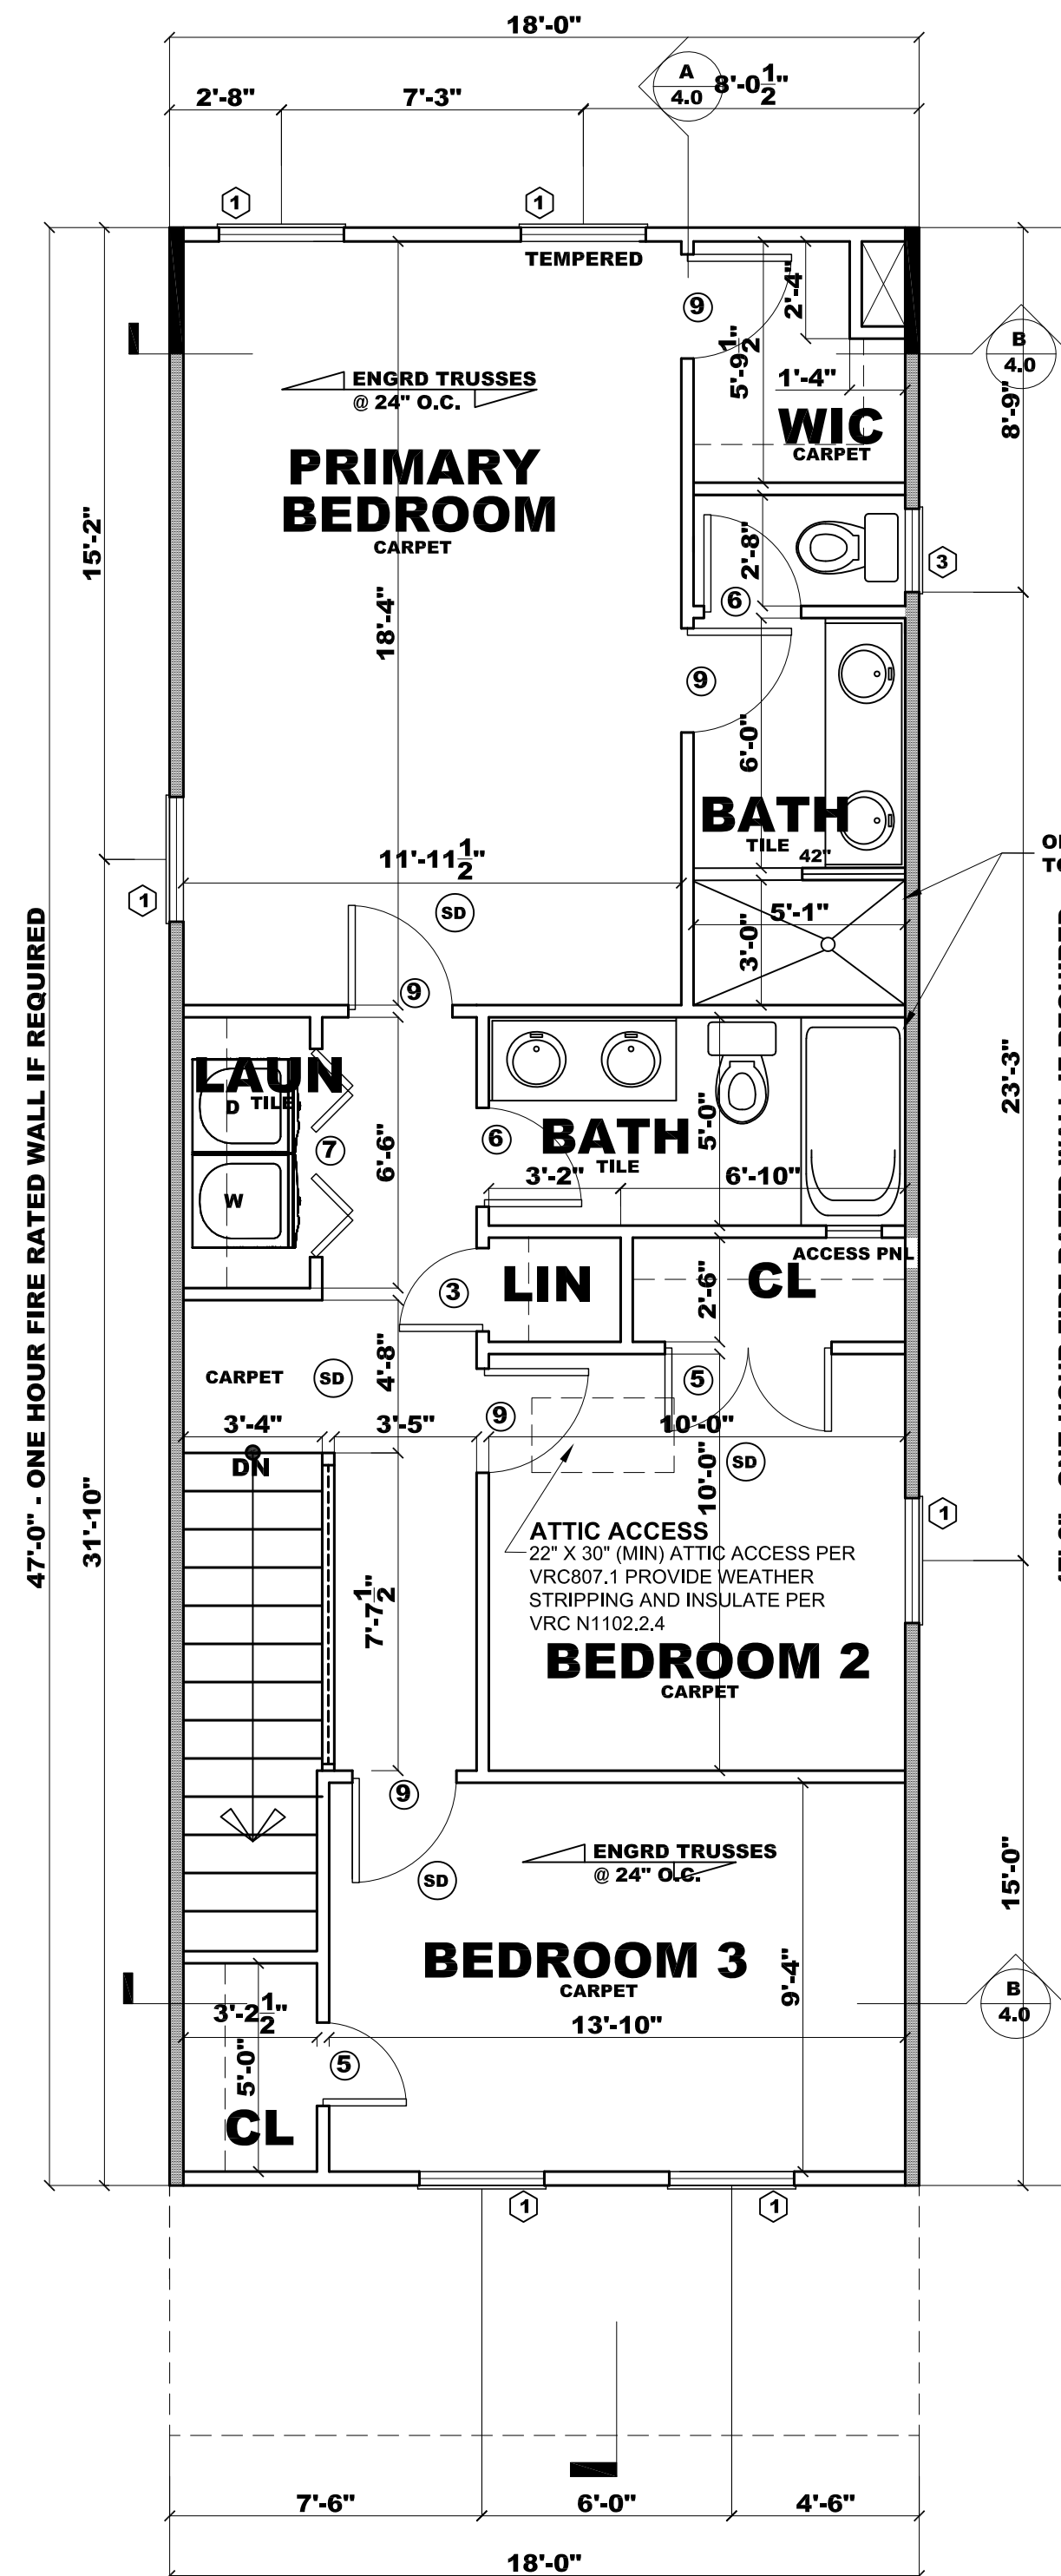 18'-0"
2'-8"
7'-3"
A
4.0
8'-0 1/2"
1
1
TEMPERED
9
2'-4"
5'-9 1/2"
1'-4"
B
4.0
8'-9"
ENGRD TRUSSES
@ 24" O.C.
WIC
CARPET
PRIMARY
BEDROOM
CARPET
15'-2"
2'-8"
3
6
18'-4"
9
6'-0"
BATH
TILE
42"
11'-11 1/2"
1
SD
5'-1"
3'-0"
9
47'-0" - ONE HOUR FIRE RATED WALL IF REQUIRED
LAUN
TILE
D
W
7
6'-6"
6
BATH
TILE
5'-0"
3'-2"
6'-10"
23'-3"
ACCESS PNL
LIN
CL
3
2'-6"
CARPET
SD
4'-8"
5
3'-4"
3'-5"
9
10'-0"
DN
10'-0"
SD
1
31'-10"
ATTIC ACCESS
22" X 30" (MIN) ATTIC ACCESS PER
VRC807.1 PROVIDE WEATHER
STRIPPING AND INSULATE PER
VRC N1102.2.4
7'-7 1/2"
BEDROOM 2
CARPET
9
ENGRD TRUSSES
@ 24" O.C.
SD
15'-0"
BEDROOM 3
CARPET
9'-4"
B
4.0
3'-2 1/2"
13'-10"
5'-0"
5
CL
1
1
7'-6"
6'-0"
4'-6"
18'-0"